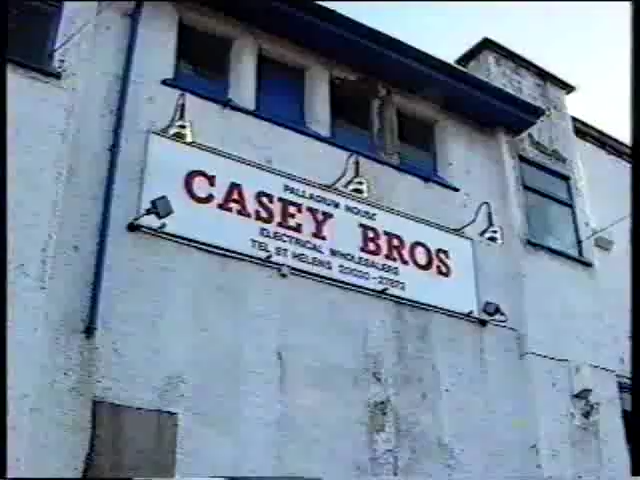 PALLADIUM HOUSE
CASEY BROS
ELECTRICAL WHOLESALERS
TEL ST HELENS